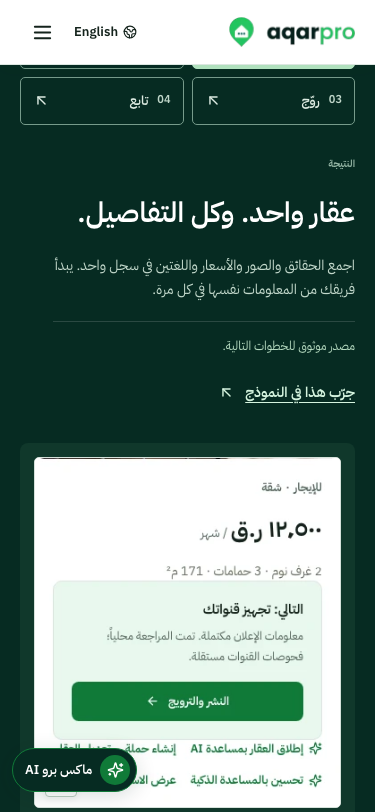 aqarpro
English
03 روّج
04 تابع
النتيجة
عقار واحد. وكل التفاصيل.
اجمع الحقائق والصور والأسعار واللغتين في سجل واحد. يبدأ
فريقك من المعلومات نفسها في كل مرة.
مصدر موثوق للخطوات التالية.
جرّب هذا في النموذج
للإيجار · شقة
١٢٬٥٠٠ ر.ق / شهر
2 غرف نوم · 3 حمامات · 171 م²
التالي: تجهيز قنواتك
معلومات الإعلان مكتملة. تمت المراجعة محلياً؛
فحوصات القنوات مستقلة.
النشر والترويج
إطلاق العقار بمساعدة AI
إنشاء حملة
تحسين بالمساعدة الذكية
عرض
ماكس برو AI